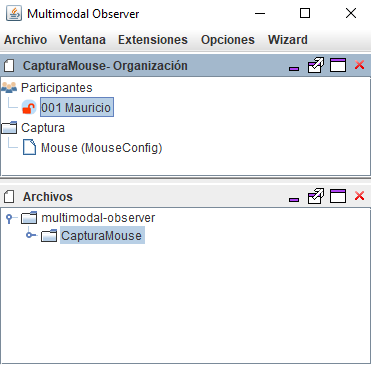 Multimodal Observer
Archivo Ventana Extensiones Opciones Wizard
CapturaMouse- Organización
Participantes
001 Mauricio
Captura
Mouse (MouseConfig)
Archivos
multimodal-observer
CapturaMouse